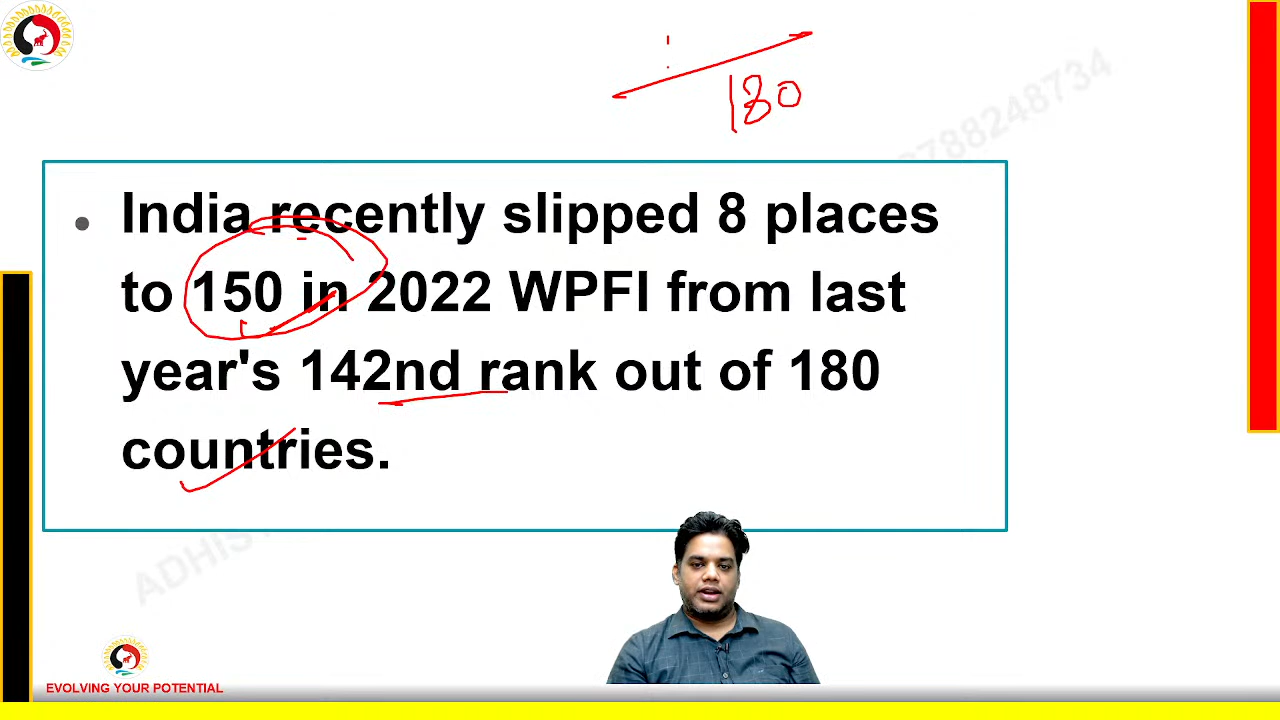 180
788248734
• India recently slipped 8 places
to 150 in 2022 WPFI from last
year's 142nd rank out of 180
countries.
EVOLVING YOUR POTENTIAL